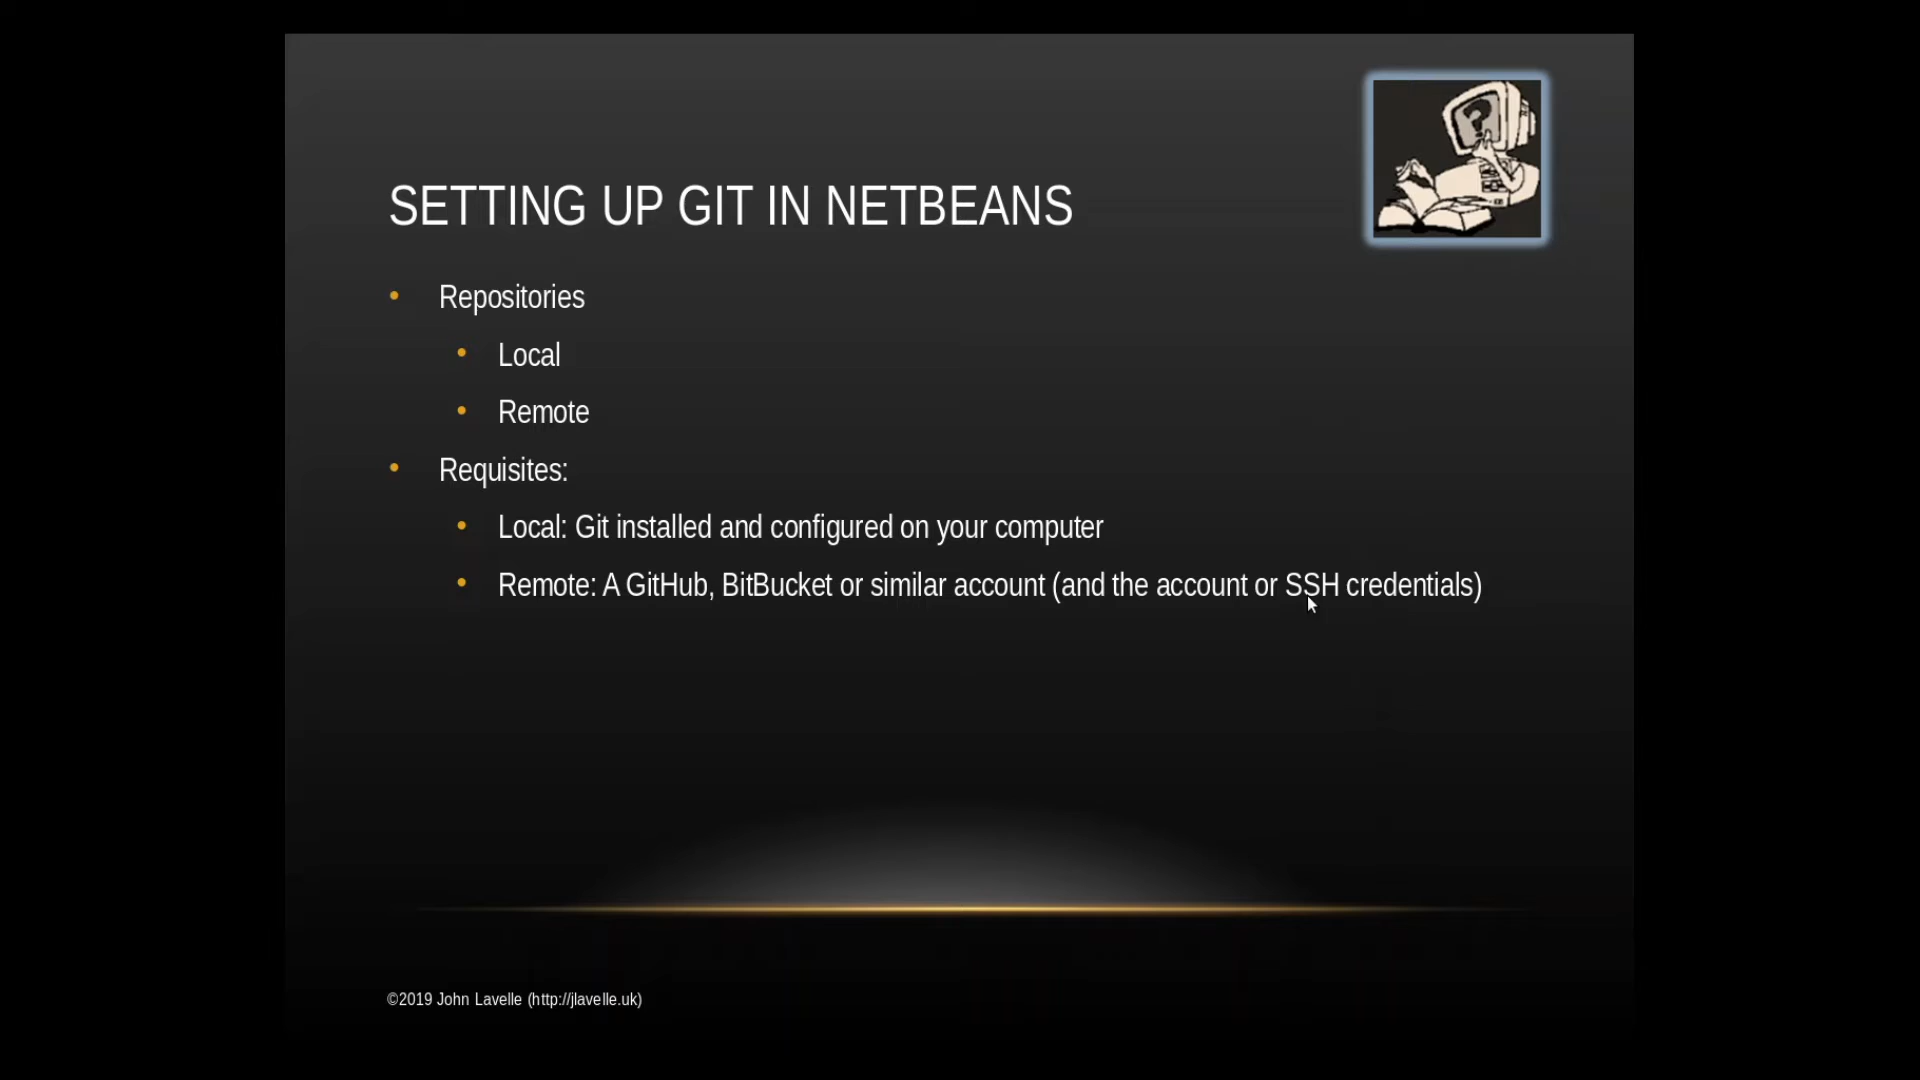 SETTING UP GIT IN NETBEANS
• Repositories
• Local
• Remote
• Requisites:
• Local: Git installed and configured on your computer
• Remote: A GitHub, BitBucket or similar account (and the account or SSH credentials)
©2019 John Lavelle (http://jlavelle.uk)